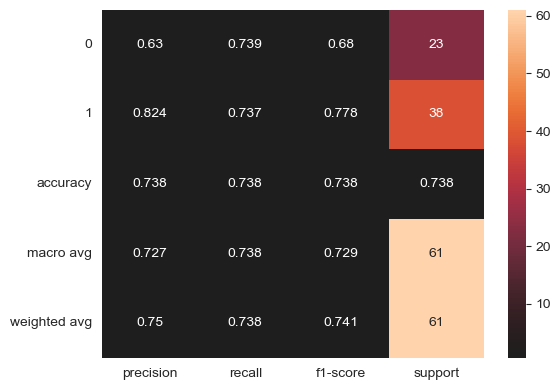 0 0.63 0.739 0.68 23
1 0.824 0.737 0.778 38
accuracy 0.738 0.738 0.738 0.738
macro avg 0.727 0.738 0.729 61
weighted avg 0.75 0.738 0.741 61
precision recall f1-score support
60
50
40
30
20
10